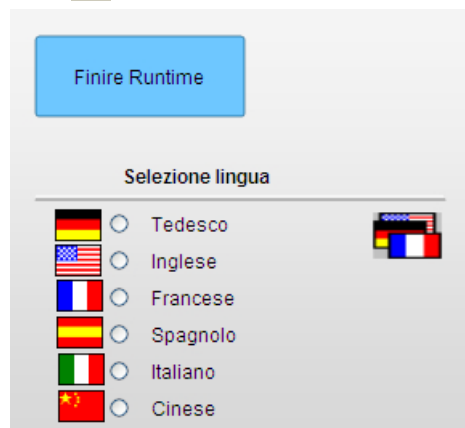 Finire Runtime
Selezione lingua
Tedesco
Inglese
Francese
Spagnolo
Italiano
Cinese